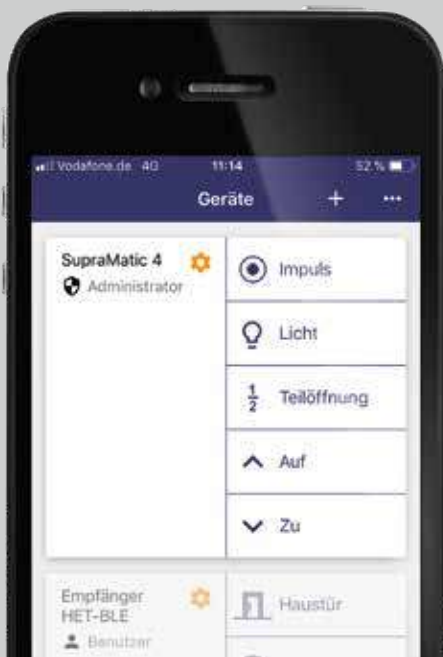 Vodafone.de 4G 11:14 52 %
Geräte + •••
SupraMatic 4
Administrator
Impuls
Licht
1/2 Teilöffnung
Auf
Zu
Empfänger
HET-BLE
Benutzer
Haustür